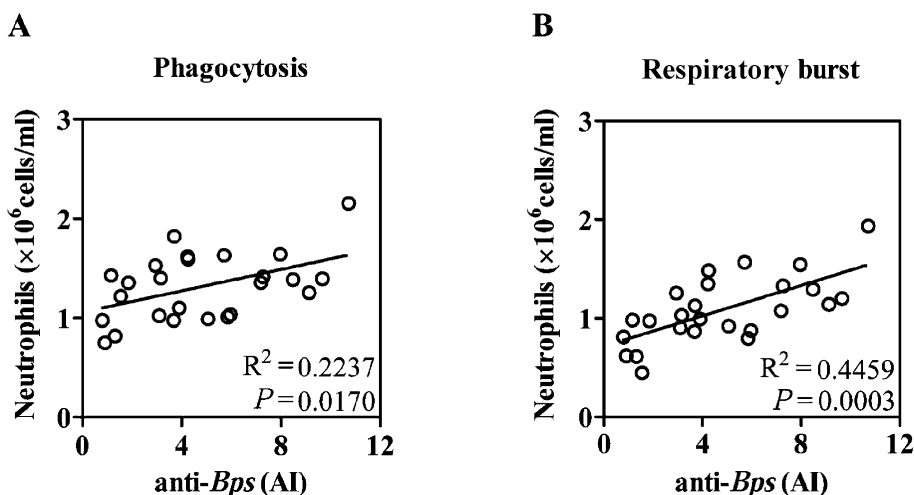 A
Phagocytosis
Neutrophils (×10⁶cells/ml)
3
2
1
0
R² = 0.2237
P = 0.0170
0 4 8 12
anti-Bps (AI)
B
Respiratory burst
Neutrophils (×10⁶cells/ml)
3
2
1
0
R² = 0.4459
P = 0.0003
0 4 8 12
anti-Bps (AI)